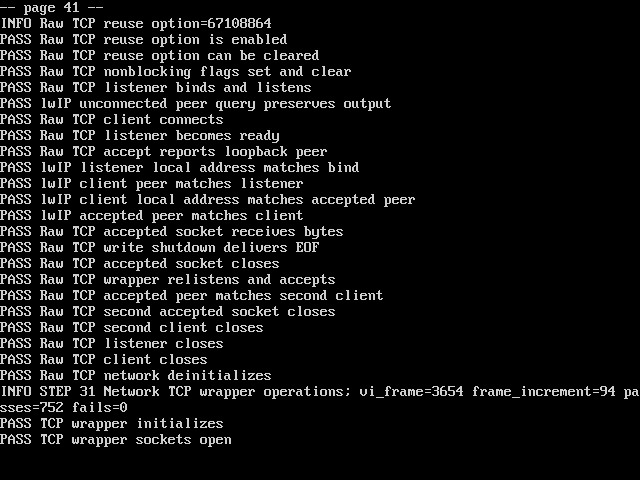 -- page 41 --
INFO Raw TCP reuse option=67108864
PASS Raw TCP reuse option is enabled
PASS Raw TCP reuse option can be cleared
PASS Raw TCP nonblocking flags set and clear
PASS Raw TCP listener binds and listens
PASS lwIP unconnected peer query preserves output
PASS Raw TCP client connects
PASS Raw TCP listener becomes ready
PASS Raw TCP accept reports loopback peer
PASS lwIP listener local address matches bind
PASS lwIP client peer matches listener
PASS lwIP client local address matches accepted peer
PASS lwIP accepted peer matches client
PASS Raw TCP accepted socket receives bytes
PASS Raw TCP write shutdown delivers EOF
PASS Raw TCP accepted socket closes
PASS Raw TCP wrapper relistens and accepts
PASS Raw TCP accepted peer matches second client
PASS Raw TCP second accepted socket closes
PASS Raw TCP second client closes
PASS Raw TCP listener closes
PASS Raw TCP client closes
PASS Raw TCP network deinitializes
INFO STEP 31 Network TCP wrapper operations; vi_frame=3654 frame_increment=94 pa
sses=752 fails=0
PASS TCP wrapper initializes
PASS TCP wrapper sockets open